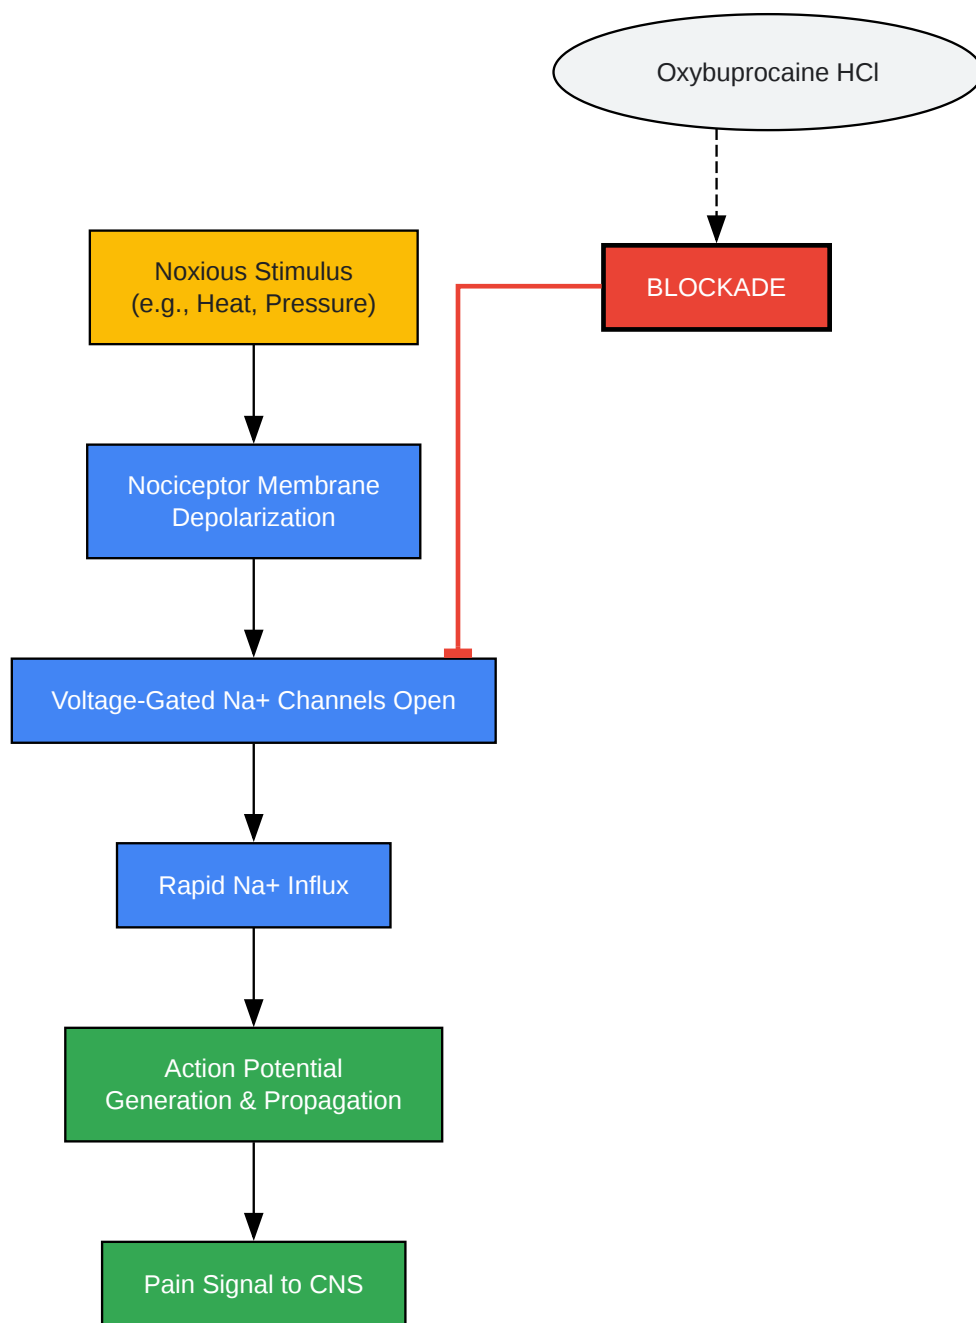 Oxybuprocaine HCl
BLOCKADE
Noxious Stimulus
(e.g., Heat, Pressure)
Nociceptor Membrane
Depolarization
Voltage-Gated Na+ Channels Open
Rapid Na+ Influx
Action Potential
Generation & Propagation
Pain Signal to CNS